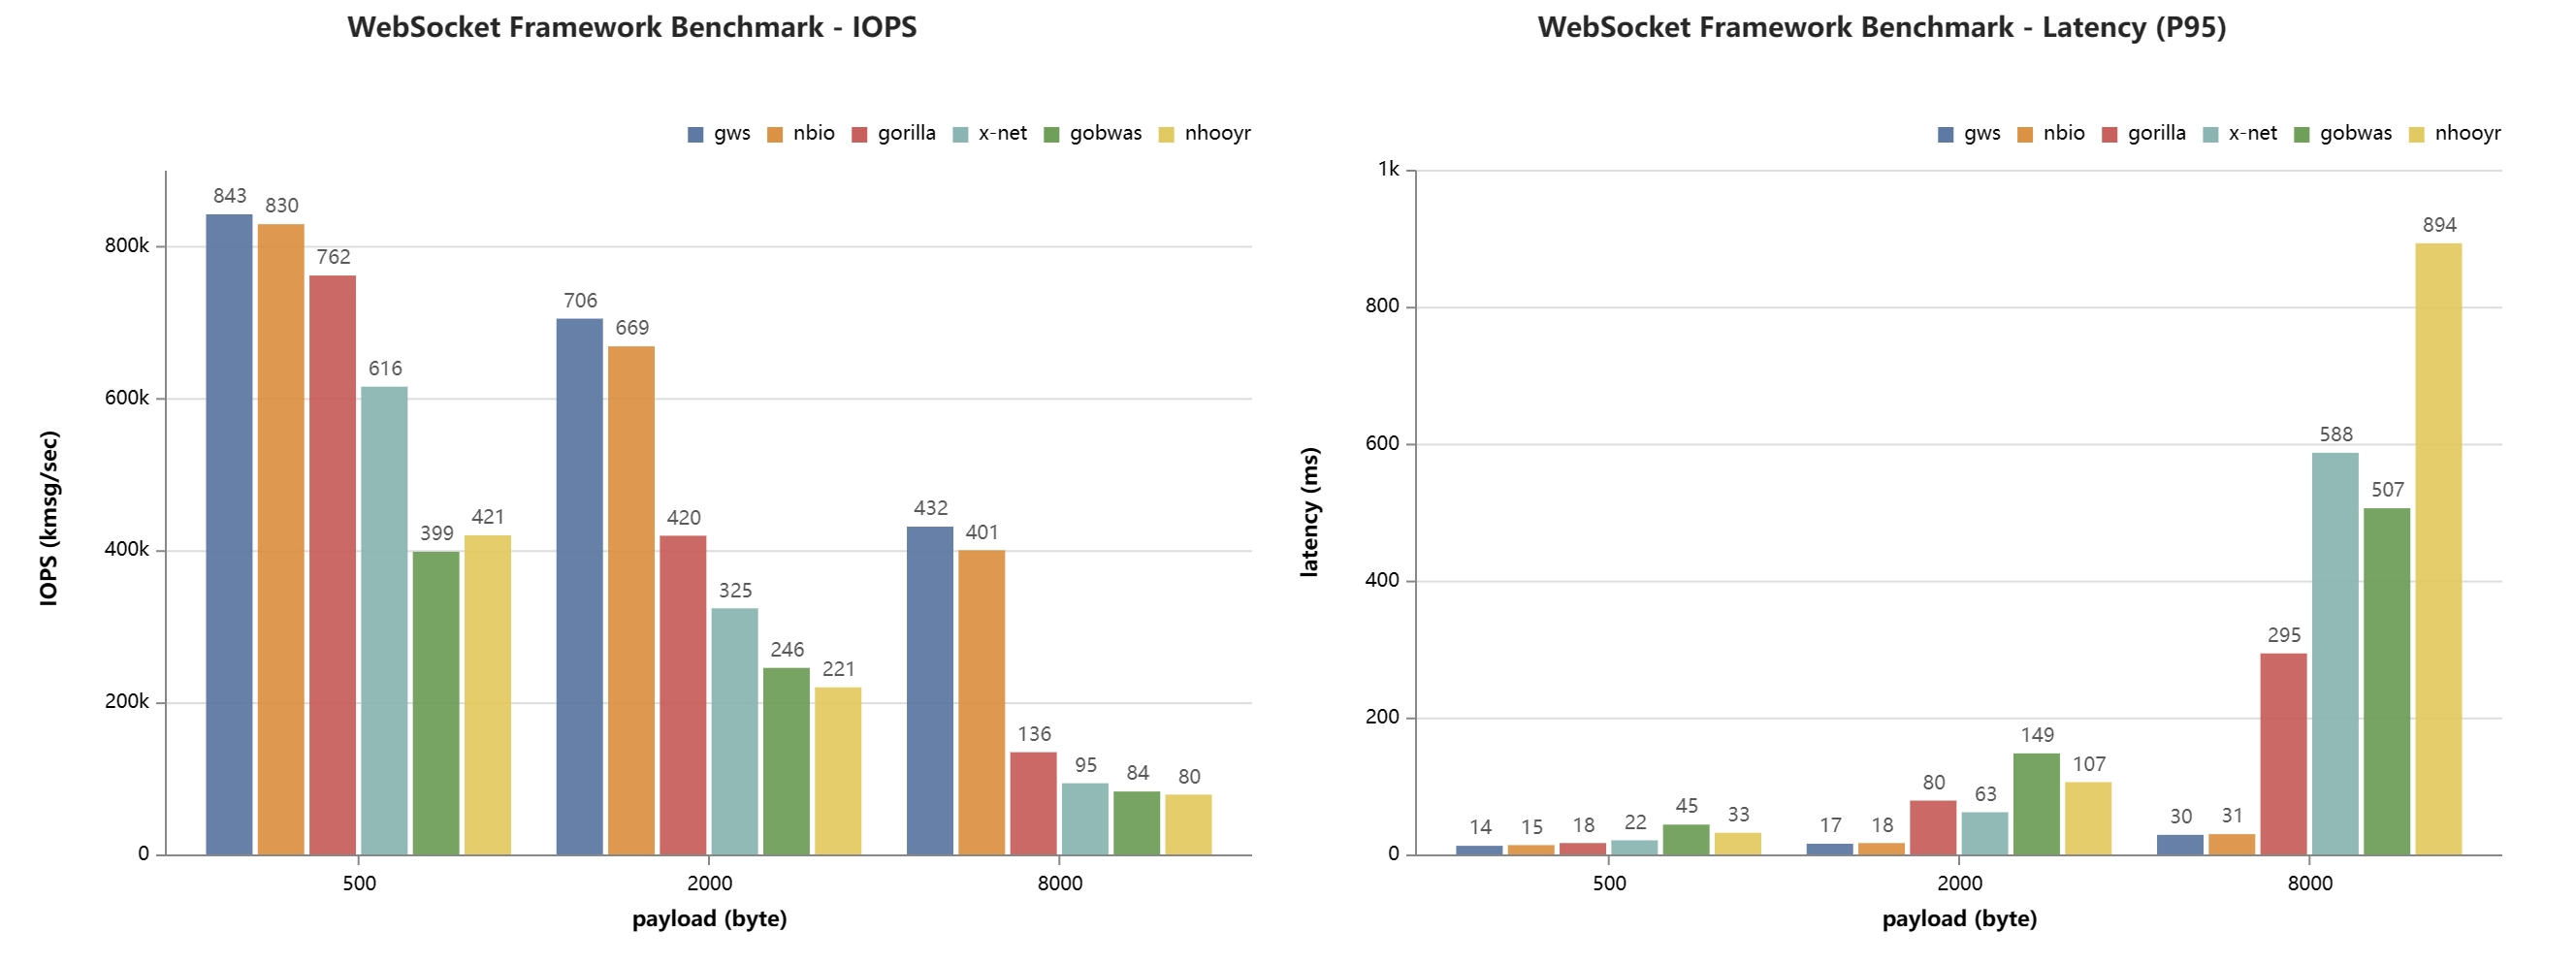 WebSocket Framework Benchmark - IOPS
gws nbio gorilla x-net gobwas nhooyr
IOPS (kmsg/sec)
800k
600k
400k
200k
0
843 830 762 616 399 421
706 669 420 325 246 221
432 401 136 95 84 80
500 2000 8000
payload (byte)
WebSocket Framework Benchmark - Latency (P95)
gws nbio gorilla x-net gobwas nhooyr
latency (ms)
1k
800
600
400
200
0
14 15 18 22 45 33
17 18 80 63 149 107
30 31 295 588 507 894
500 2000 8000
payload (byte)